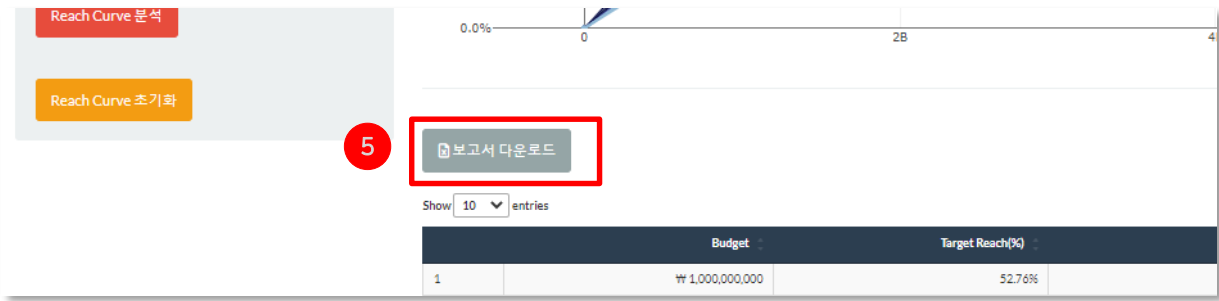 Reach Curve 분석
0.0%
0
2B
Reach Curve 초기화
5
보고서 다운로드
Show 10 entries
Budget Target Reach(%)
1 ₩ 1,000,000,000 52.76%